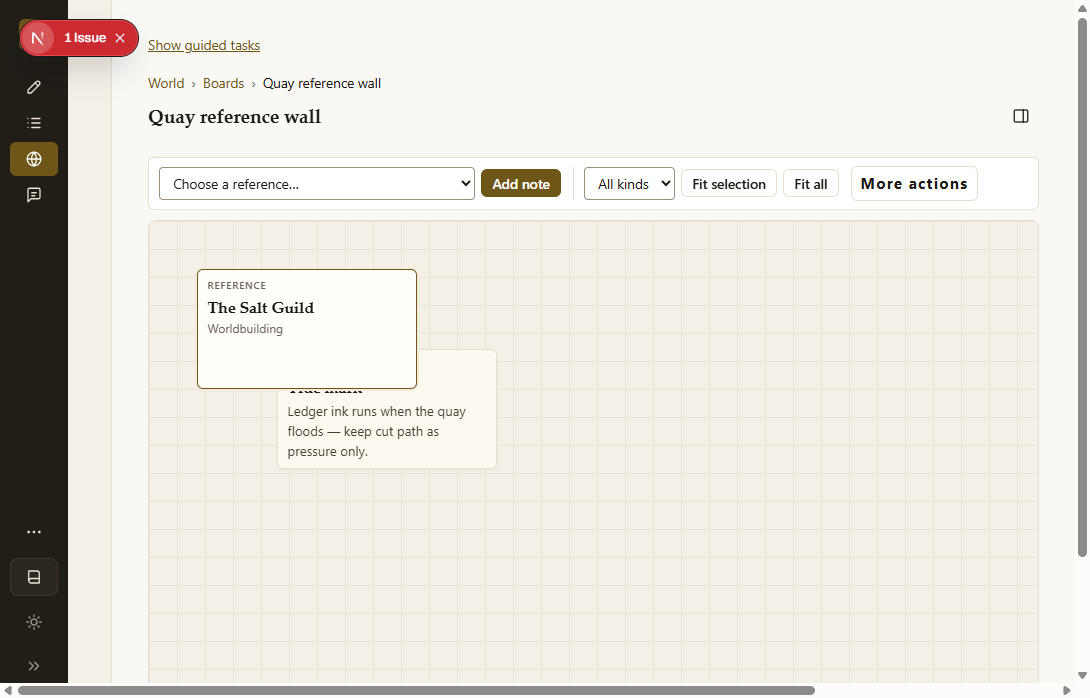 1 Issue
Show guided tasks
World › Boards › Quay reference wall
Quay reference wall
Choose a reference...
Add note
All kinds
Fit selection
Fit all
More actions
REFERENCE
The Salt Guild
Worldbuilding
Ledger ink runs when the quay
floods — keep cut path as
pressure only.